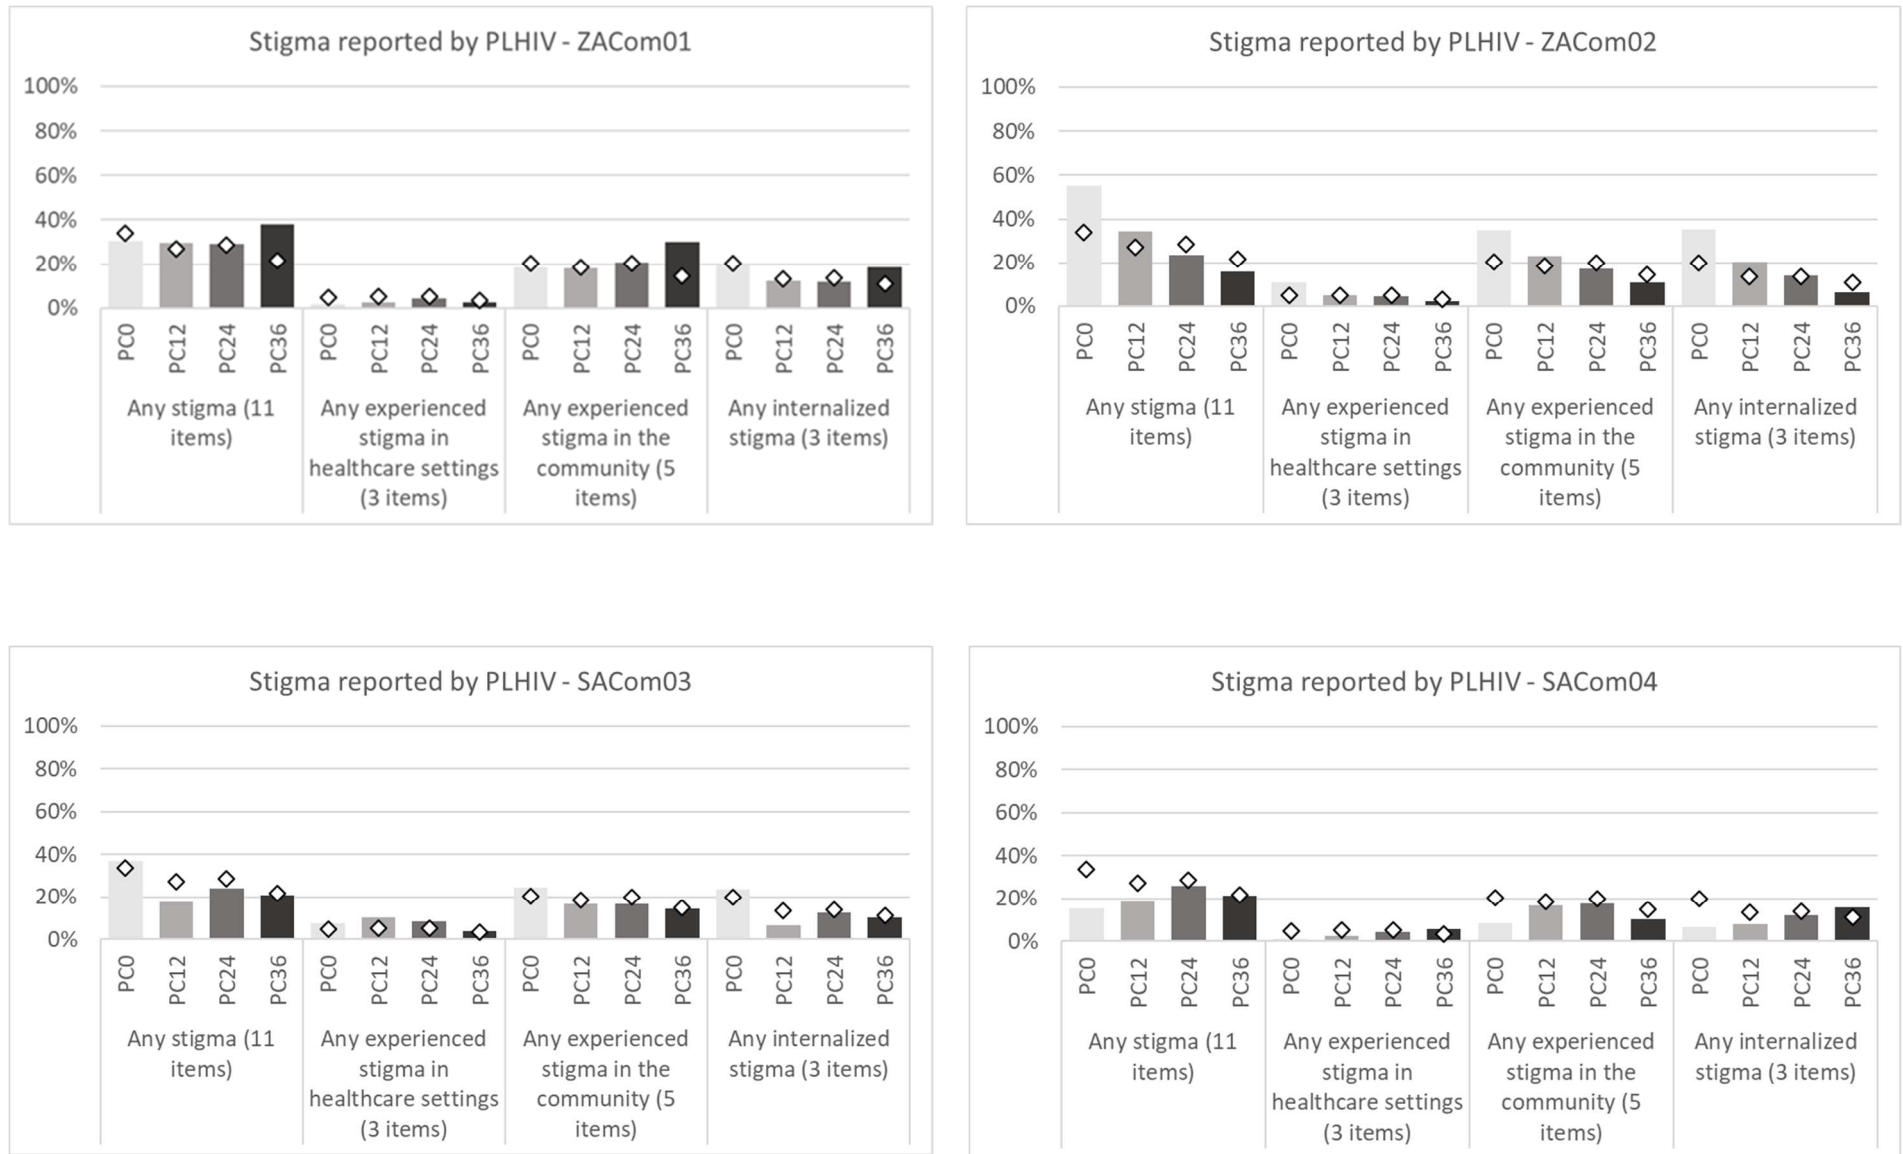 Stigma reported by PLHIV - ZACom01
100%
80%
60%
40%
20%
0%
PC0
PC12
PC24
PC36
PC0
PC12
PC24
PC36
PC0
PC12
PC24
PC36
PC0
PC12
PC24
PC36
Any stigma (11
items)
Any experienced
stigma in
healthcare settings
(3 items)
Any experienced
stigma in the
community (5
items)
Any internalized
stigma (3 items)
Stigma reported by PLHIV - ZACom02
100%
80%
60%
40%
20%
0%
PC0
PC12
PC24
PC36
PC0
PC12
PC24
PC36
PC0
PC12
PC24
PC36
PC0
PC12
PC24
PC36
Any stigma (11
items)
Any experienced
stigma in
healthcare settings
(3 items)
Any experienced
stigma in the
community (5
items)
Any internalized
stigma (3 items)
Stigma reported by PLHIV - SACom03
100%
80%
60%
40%
20%
0%
PC0
PC12
PC24
PC36
PC0
PC12
PC24
PC36
PC0
PC12
PC24
PC36
PC0
PC12
PC24
PC36
Any stigma (11
items)
Any experienced
stigma in
healthcare settings
(3 items)
Any experienced
stigma in the
community (5
items)
Any internalized
stigma (3 items)
Stigma reported by PLHIV - SACom04
100%
80%
60%
40%
20%
0%
PC0
PC12
PC24
PC36
PC0
PC12
PC24
PC36
PC0
PC12
PC24
PC36
PC0
PC12
PC24
PC36
Any stigma (11
items)
Any experienced
stigma in
healthcare settings
(3 items)
Any experienced
stigma in the
community (5
items)
Any internalized
stigma (3 items)